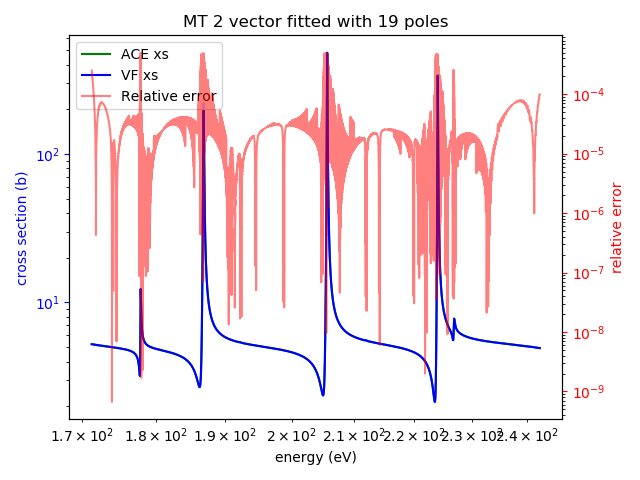 MT 2 vector fitted with 19 poles
ACE xs
VF xs
Relative error
cross section (b)
10²
10¹
relative error
10⁻⁴
10⁻⁵
10⁻⁶
10⁻⁷
10⁻⁸
10⁻⁹
1.7 × 10² 1.8 × 10² 1.9 × 10² 2 × 10² 2.1 × 10² 2.2 × 10² 2.3 × 10² 2.4 × 10²
energy (eV)